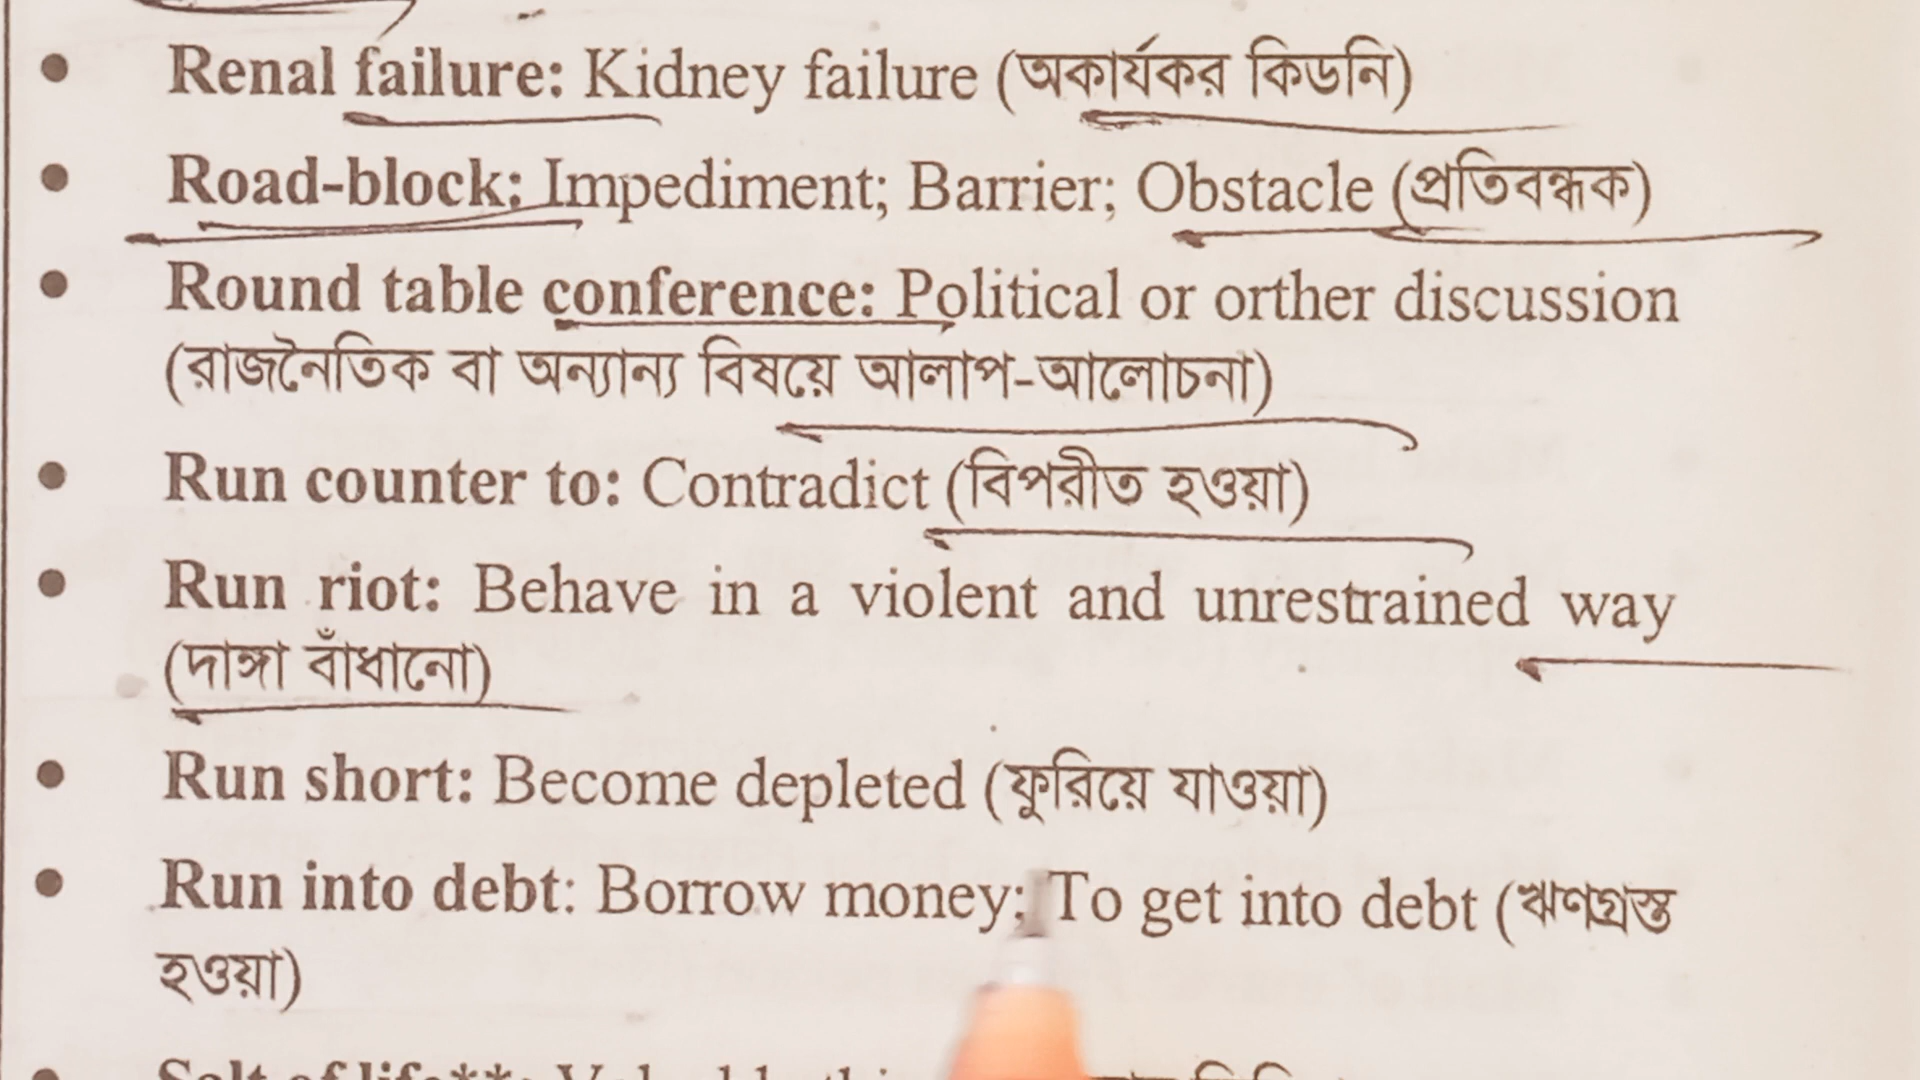 • Renal failure: Kidney failure (অকার্যকর কিডনি)
• Road-block: Impediment; Barrier; Obstacle (প্রতিবন্ধক)
• Round table conference: Political or orther discussion
(রাজনৈতিক বা অন্যান্য বিষয়ে আলাপ-আলোচনা)
• Run counter to: Contradict (বিপরীত হওয়া)
• Run riot: Behave in a violent and unrestrained way
(দাঙ্গা বাঁধানো)
• Run short: Become depleted (ফুরিয়ে যাওয়া)
• Run into debt: Borrow money; To get into debt (ঋণগ্রস্ত
হওয়া)
• Salt of life**: